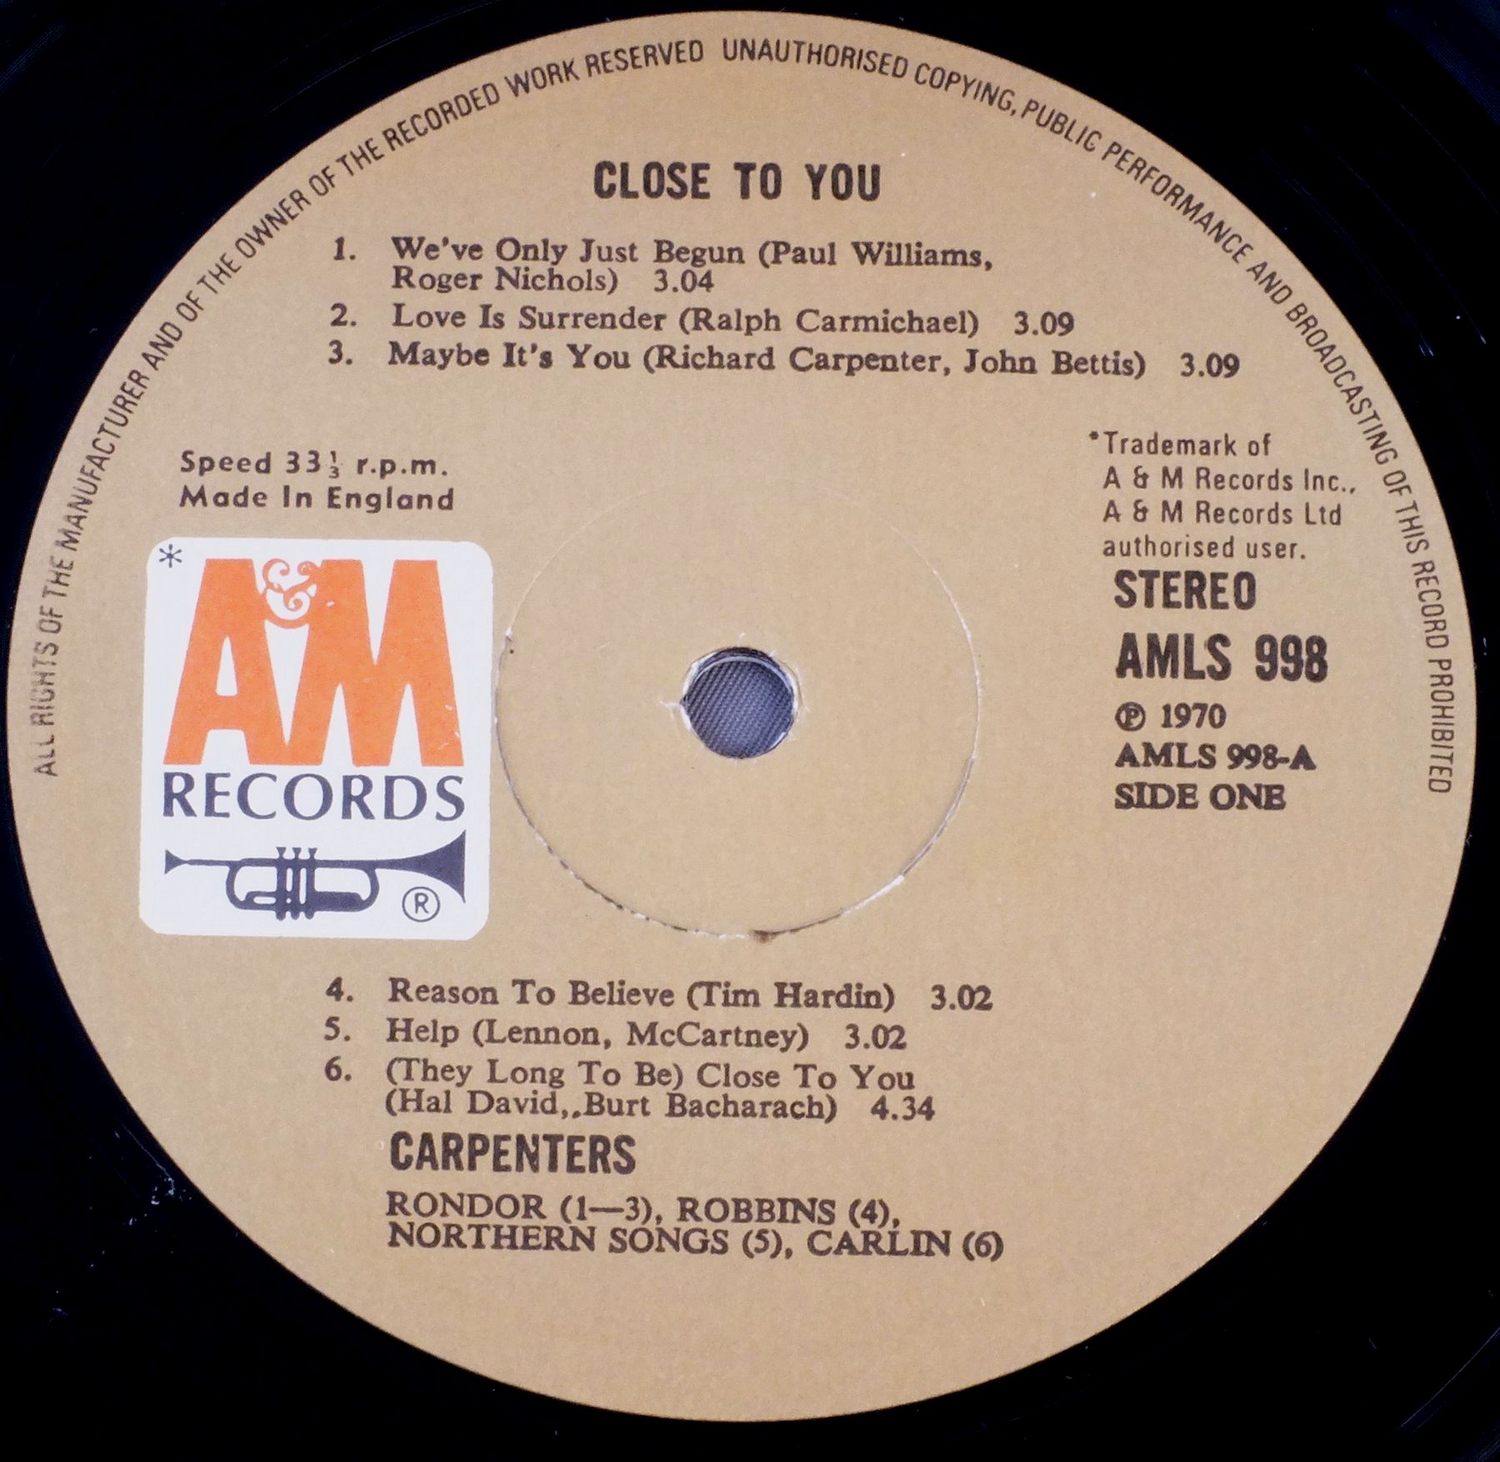 ALL RIGHTS OF THE MANUFACTURER AND OF THE OWNER OF THE RECORDED WORK RESERVED UNAUTHORISED COPYING, PUBLIC PERFORMANCE AND BROADCASTING OF THIS RECORD PROHIBITED
CLOSE TO YOU
1. We've Only Just Begun (Paul Williams,
Roger Nichols) 3.04
2. Love Is Surrender (Ralph Carmichael) 3.09
3. Maybe It's You (Richard Carpenter, John Bettis) 3.09
Speed 33⅓ r.p.m.
Made In England
*
A&M
RECORDS
®
*Trademark of
A & M Records Inc.,
A & M Records Ltd
authorised user.
STEREO
AMLS 998
℗ 1970
AMLS 998-A
SIDE ONE
4. Reason To Believe (Tim Hardin) 3.02
5. Help (Lennon, McCartney) 3.02
6. (They Long To Be) Close To You
(Hal David,.Burt Bacharach) 4.34
CARPENTERS
RONDOR (1—3), ROBBINS (4),
NORTHERN SONGS (5), CARLIN (6)